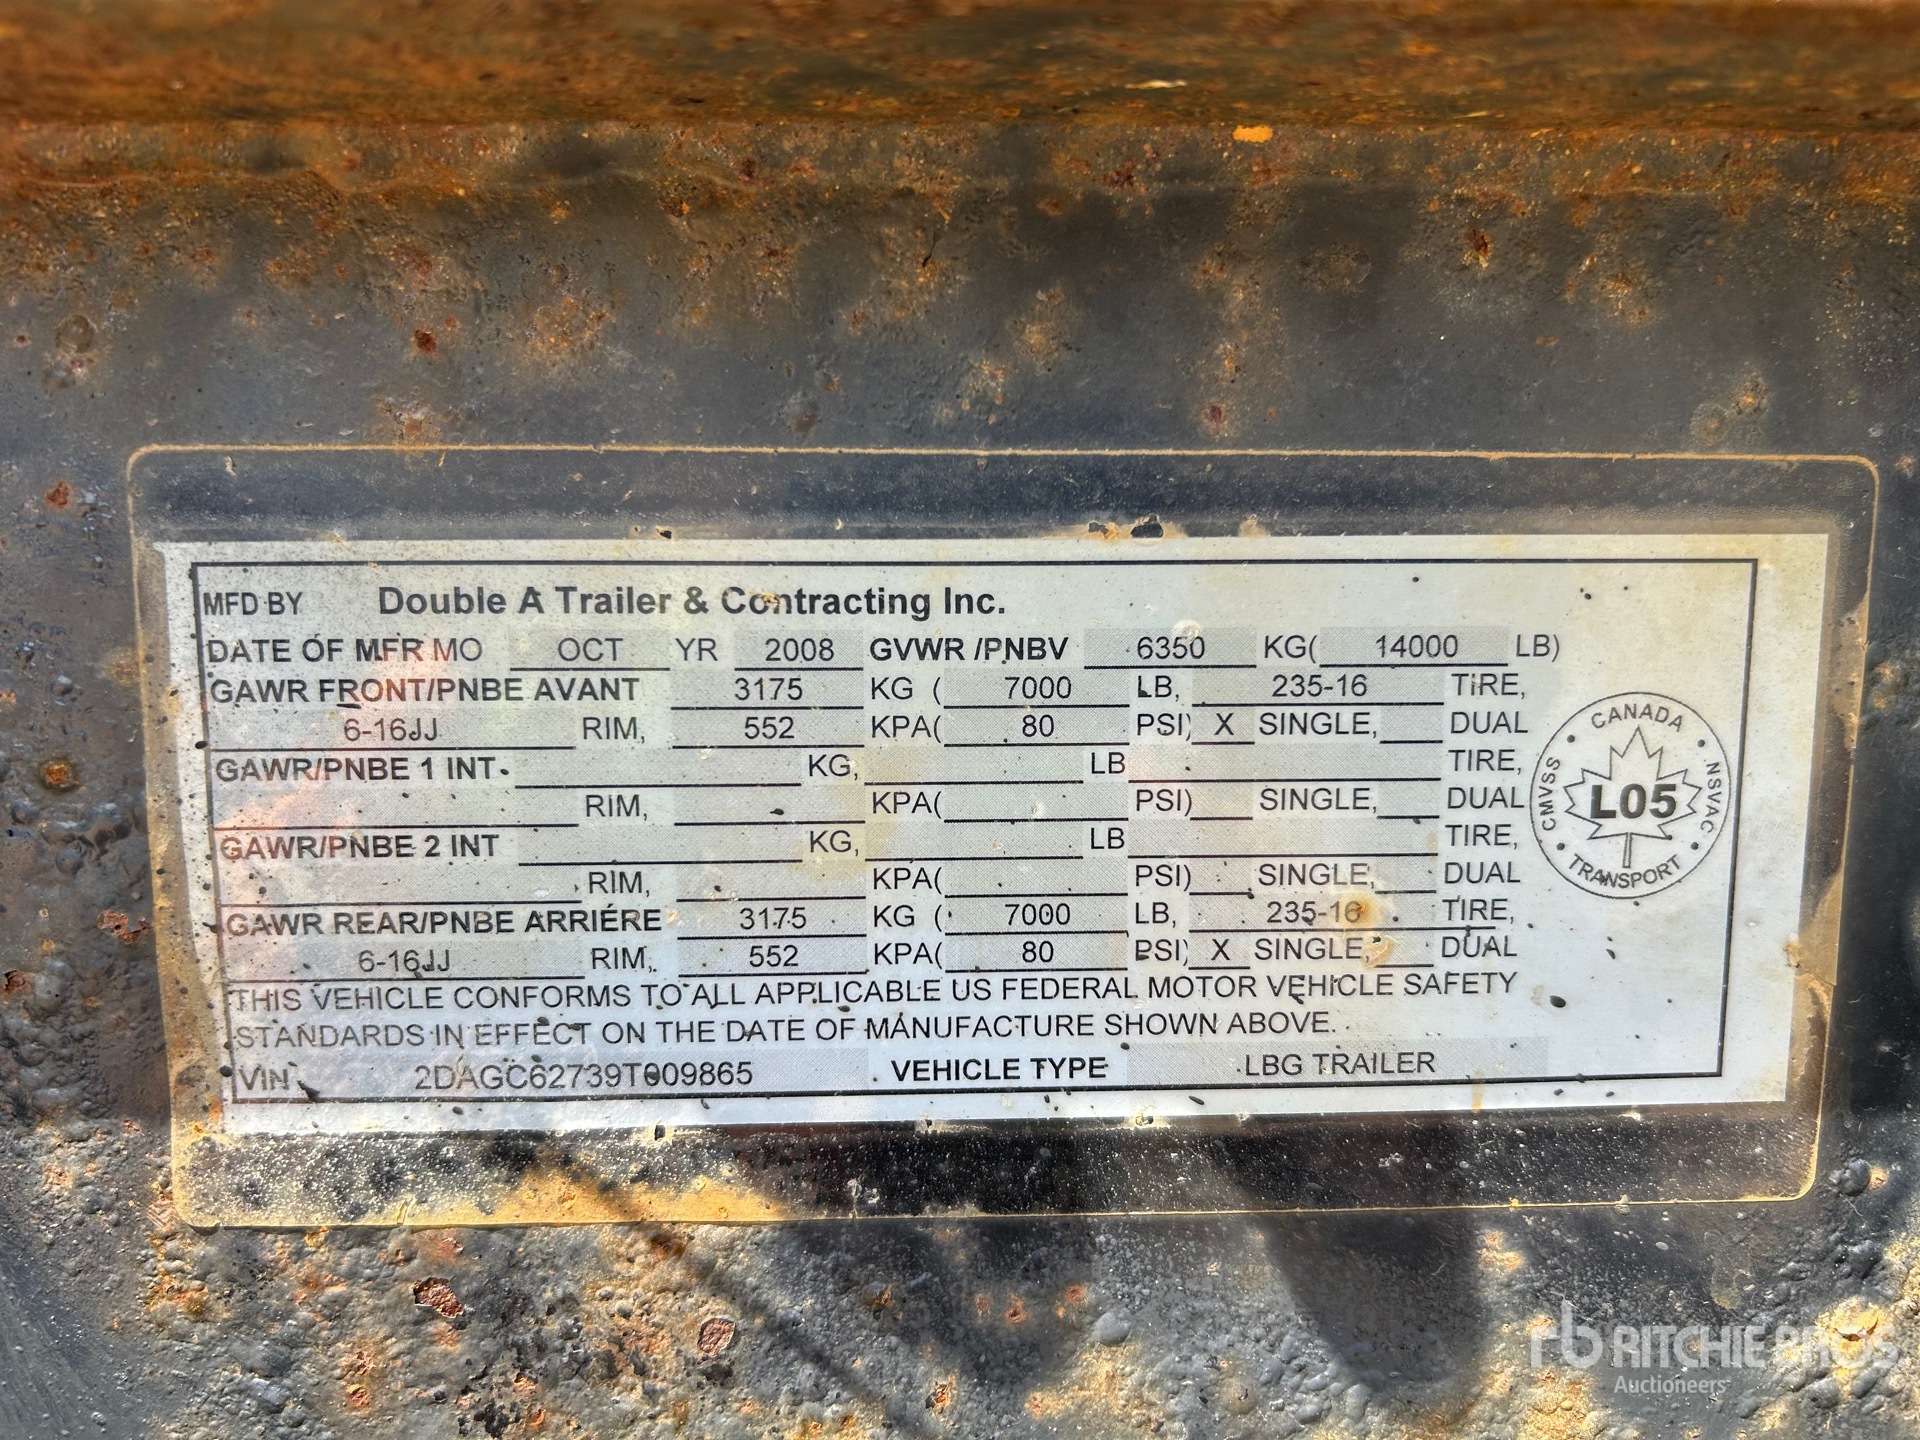 MFD BY Double A Trailer & Contracting Inc.
DATE OF MFR MO OCT YR 2008 GVWR /PNBV 6350 KG( 14000 LB)
GAWR FRONT/PNBE AVANT 3175 KG ( 7000 LB, 235-16 TIRE,
6-16JJ RIM, 552 KPA( 80 PSI) X SINGLE, DUAL
GAWR/PNBE 1 INT KG, LB TIRE,
RIM, KPA( PSI) SINGLE, DUAL
GAWR/PNBE 2 INT KG, LB TIRE,
RIM, KPA( PSI) SINGLE, DUAL
GAWR REAR/PNBE ARRIÉRE 3175 KG ( 7000 LB, 235-16 TIRE,
6-16JJ RIM, 552 KPA( 80 PSI) X SINGLE, DUAL
THIS VEHICLE CONFORMS TO ALL APPLICABLE US FEDERAL MOTOR VEHICLE SAFETY
STANDARDS IN EFFECT ON THE DATE OF MANUFACTURE SHOWN ABOVE.
VIN 2DAGC62739T009865 VEHICLE TYPE LBG TRAILER
CANADA
CMVSS L05 NSVAC
TRANSPORT
rb RITCHIE BROS.
Auctioneers